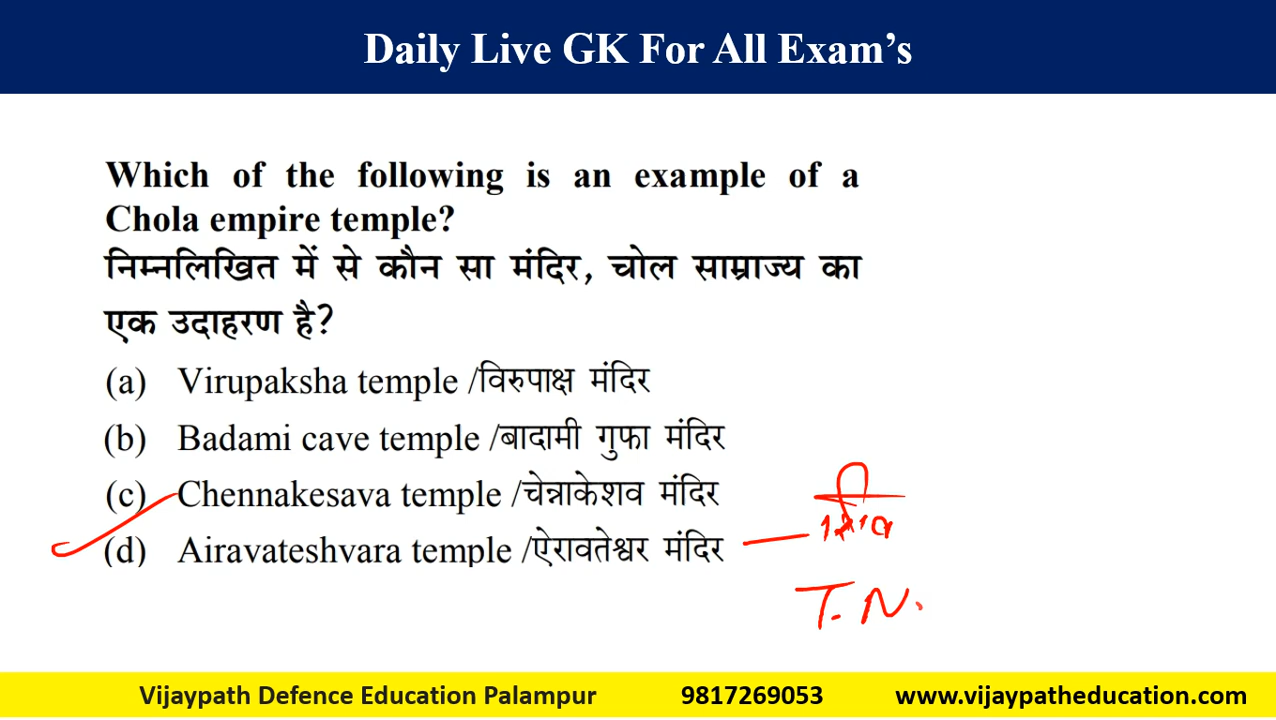 Daily Live GK For All Exam's
Which of the following is an example of a
Chola empire temple?
निम्नलिखित में से कौन सा मंदिर, चोल साम्राज्य का
एक उदाहरण है?
(a) Virupaksha temple /विरुपाक्ष मंदिर
(b) Badami cave temple /बादामी गुफा मंदिर
(c) Chennakesava temple /चेन्नाकेशव मंदिर
(d) Airavateshvara temple /ऐरावतेश्वर मंदिर
T.N.
Vijaypath Defence Education Palampur 9817269053 www.vijaypatheducation.com